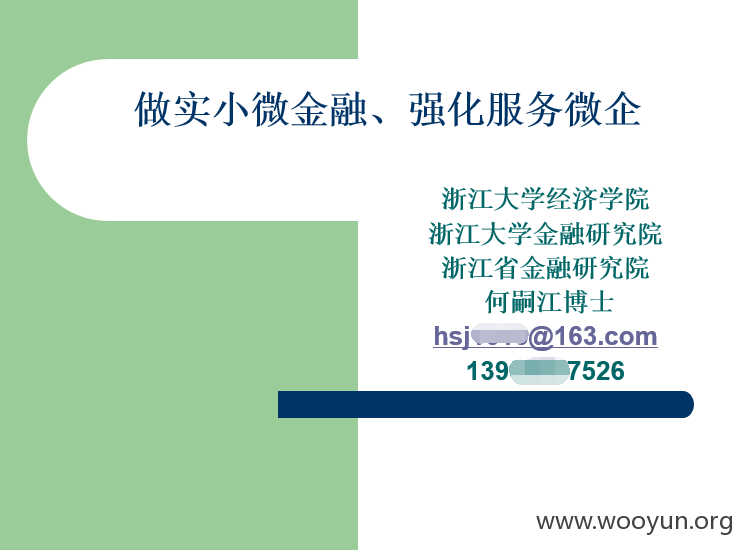 做实小微金融、强化服务微企
浙江大学经济学院
浙江大学金融研究院
浙江省金融研究院
何嗣江博士
hsj @163.com
139 7526
www.wooyun.org